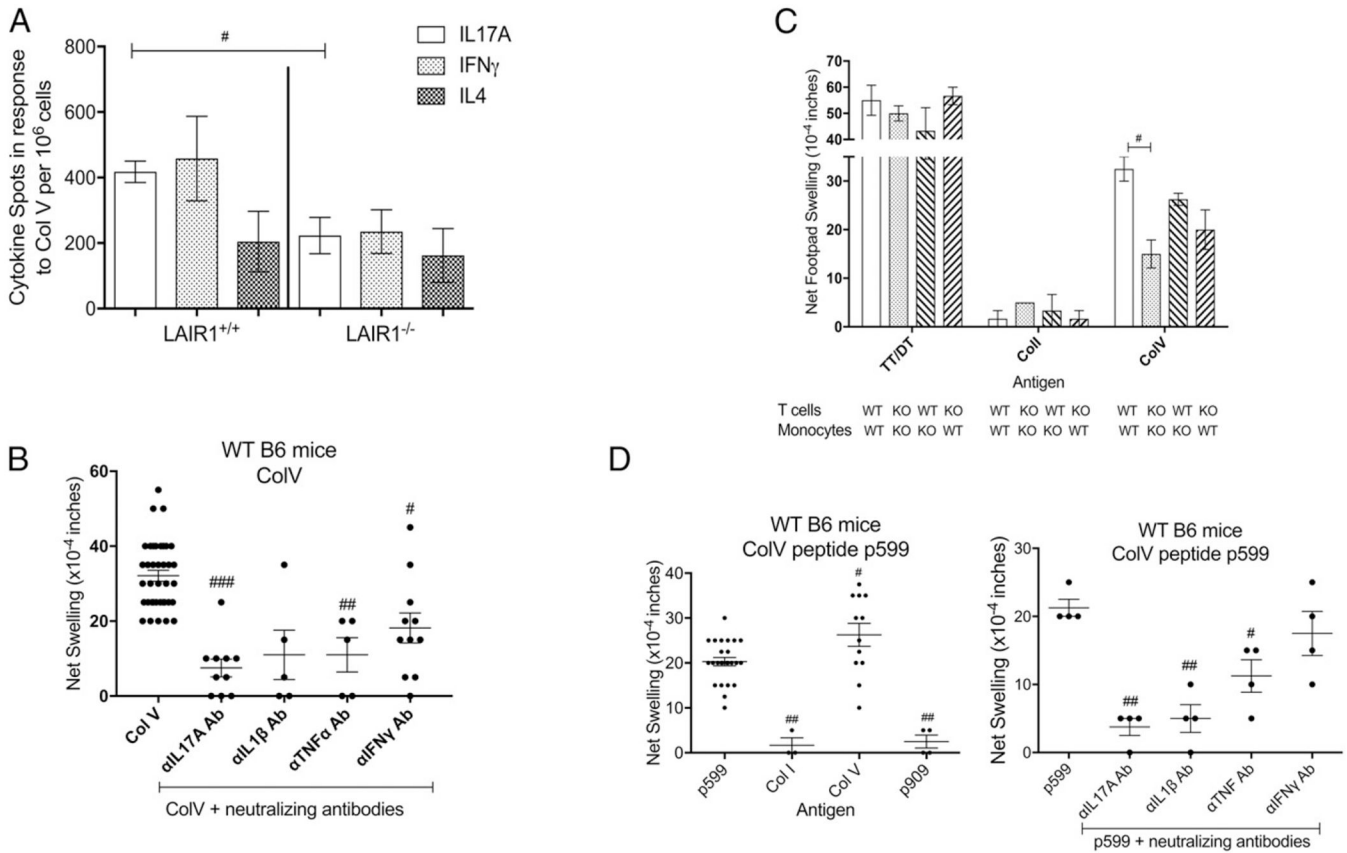 A
Cytokine Spots in response
to Col V per 10⁶ cells
800
600
400
200
0
#
IL17A
IFNγ
IL4
LAIR1⁺/⁺
LAIR1⁻/⁻
B
WT B6 mice
ColV
Net Swelling (x10⁻⁴ inches)
60
40
20
0
###
##
#
Col V
αIL17A Ab
αIL1β Ab
αTNFα Ab
αIFNγ Ab
ColV + neutralizing antibodies
C
Net Footpad Swelling (10⁻⁴ inches)
70
60
50
40
30
20
10
0
#
TT/DT
ColI
ColV
Antigen
T cells WT KO WT KO WT KO WT KO WT KO WT KO
Monocytes WT KO KO WT WT KO KO WT WT KO KO WT
D
WT B6 mice
ColV peptide p599
Net Swelling (x10⁻⁴ inches)
40
30
20
10
0
##
#
##
p599
Col I
Col V
p909
Antigen
WT B6 mice
ColV peptide p599
Net Swelling (x10⁻⁴ inches)
30
20
10
0
##
##
#
p599
αIL17A Ab
αIL1β Ab
αTNF Ab
αIFNγ Ab
p599 + neutralizing antibodies